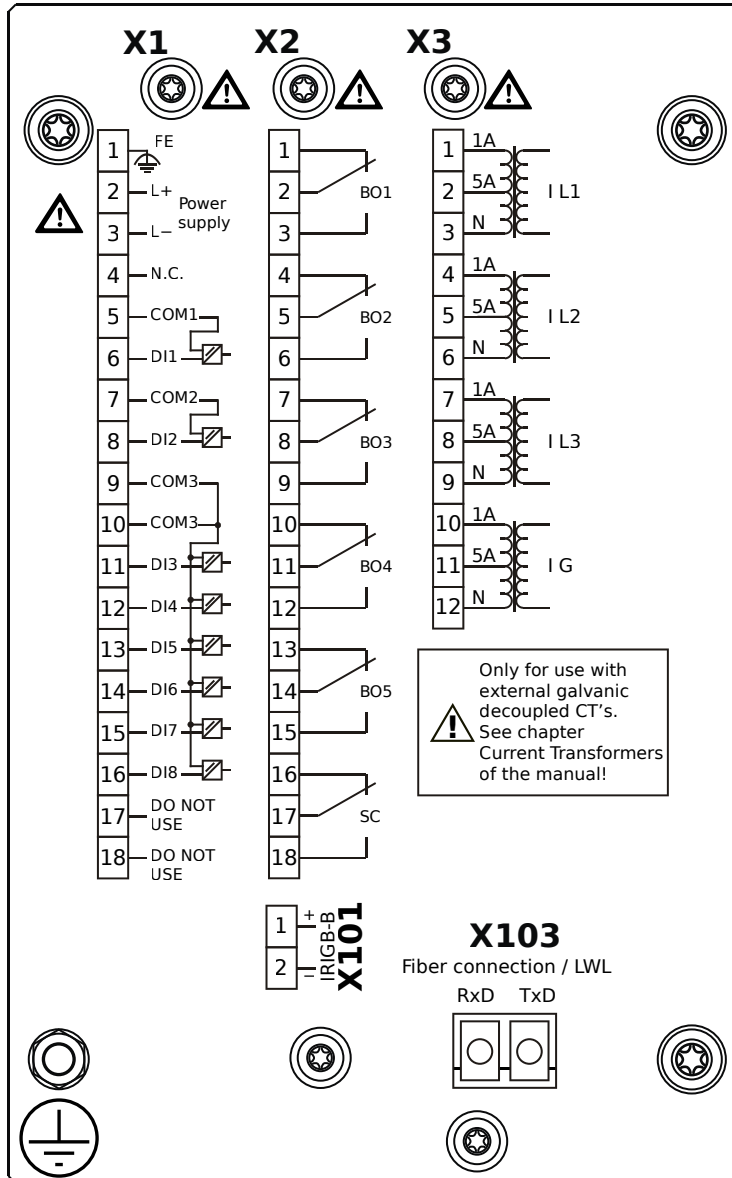 X1 X2 X3
1 FE
2 L+
Power
supply
3 L−
4 N.C.
5 COM1
6 DI1
7 COM2
8 DI2
9 COM3
10 COM3
11 DI3
12 DI4
13 DI5
14 DI6
15 DI7
16 DI8
17 DO NOT
USE
18 DO NOT
USE
1
2 BO1
3
4
5 BO2
6
7
8 BO3
9
10
11 BO4
12
13
14 BO5
15
16
17 SC
18
1 1A
2 5A I L1
3 N
4 1A
5 5A I L2
6 N
7 1A
8 5A I L3
9 N
10 1A
11 5A I G
12 N
Only for use with
external galvanic
decoupled CT's.
See chapter
Current Transformers
of the manual!
1 +
2 −
IRIGB-B
X101
X103
Fiber connection / LWL
RxD TxD